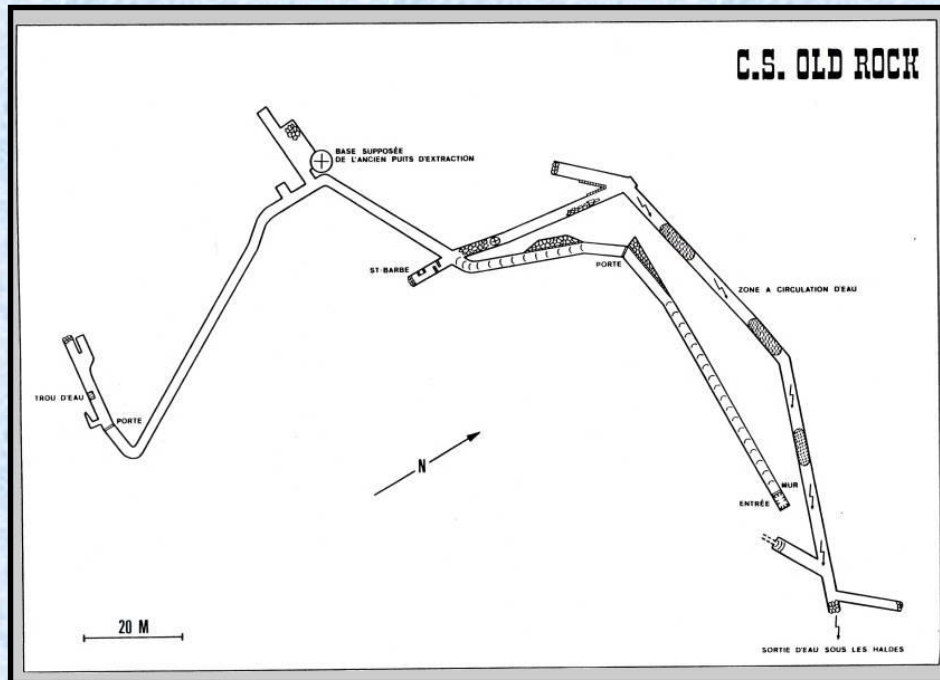 C.S. OLD ROCK
BASE SUPPOSÉE
DE L'ANCIEN PUITS D'EXTRACTION
ST-BARBE
PORTE
ZONE A CIRCULATION D'EAU
TROU D'EAU
PORTE
N
MUR
ENTRÉE
20 M
SORTIE D'EAU SOUS LES HALDES